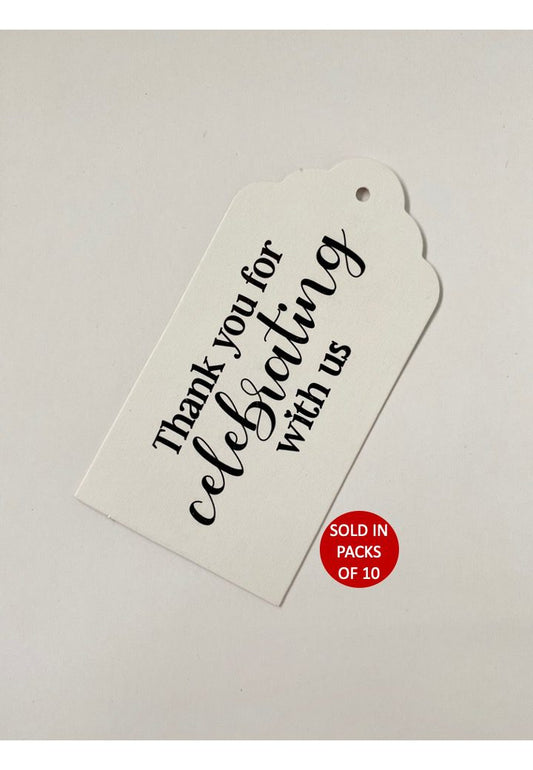 Thank you for
celebrating
with us
SOLD IN
PACKS
OF 10